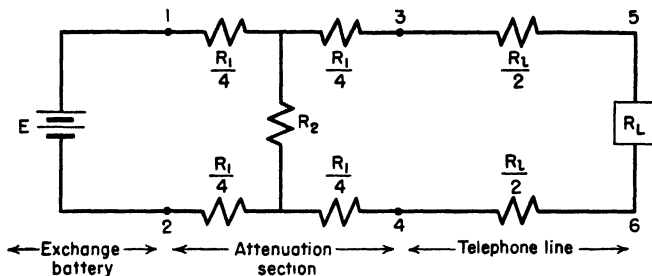 1
3
5
R₁/4
R₁/4
Rₗ/2
E
R₂
R_L
R₁/4
R₁/4
Rₗ/2
2
4
6
Exchange battery
Attenuation section
Telephone line